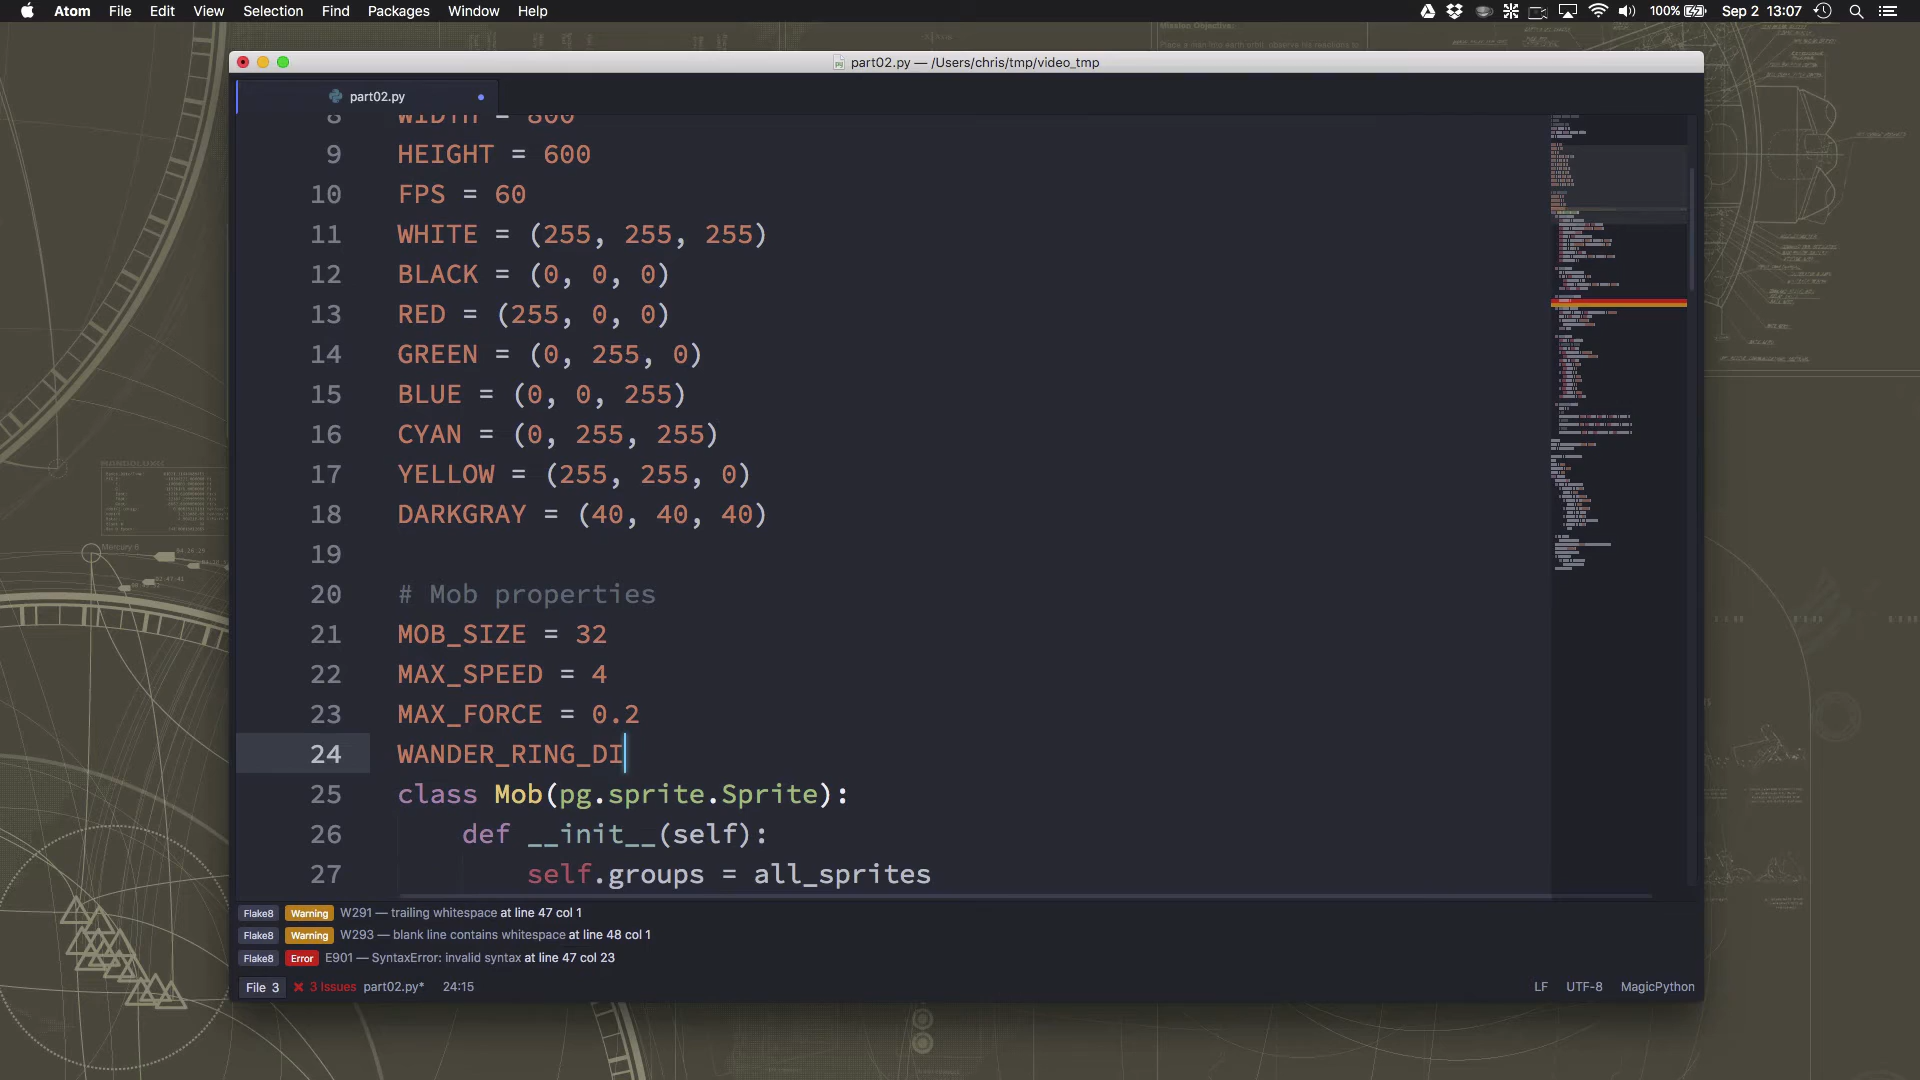 Atom File Edit View Selection Find Packages Window Help 100% Sep 2 13:07
part02.py — /Users/chris/tmp/video_tmp
part02.py
8 WIDTH = 800
9 HEIGHT = 600
10 FPS = 60
11 WHITE = (255, 255, 255)
12 BLACK = (0, 0, 0)
13 RED = (255, 0, 0)
14 GREEN = (0, 255, 0)
15 BLUE = (0, 0, 255)
16 CYAN = (0, 255, 255)
17 YELLOW = (255, 255, 0)
18 DARKGRAY = (40, 40, 40)
19
20 # Mob properties
21 MOB_SIZE = 32
22 MAX_SPEED = 4
23 MAX_FORCE = 0.2
24 WANDER_RING_DI
25 class Mob(pg.sprite.Sprite):
26 def __init__(self):
27 self.groups = all_sprites
Flake8 Warning W291 — trailing whitespace at line 47 col 1
Flake8 Warning W293 — blank line contains whitespace at line 48 col 1
Flake8 Error E901 — SyntaxError: invalid syntax at line 47 col 23
File 3 3 Issues part02.py* 24:15 LF UTF-8 MagicPython
Mission Objective:
Mercury 6